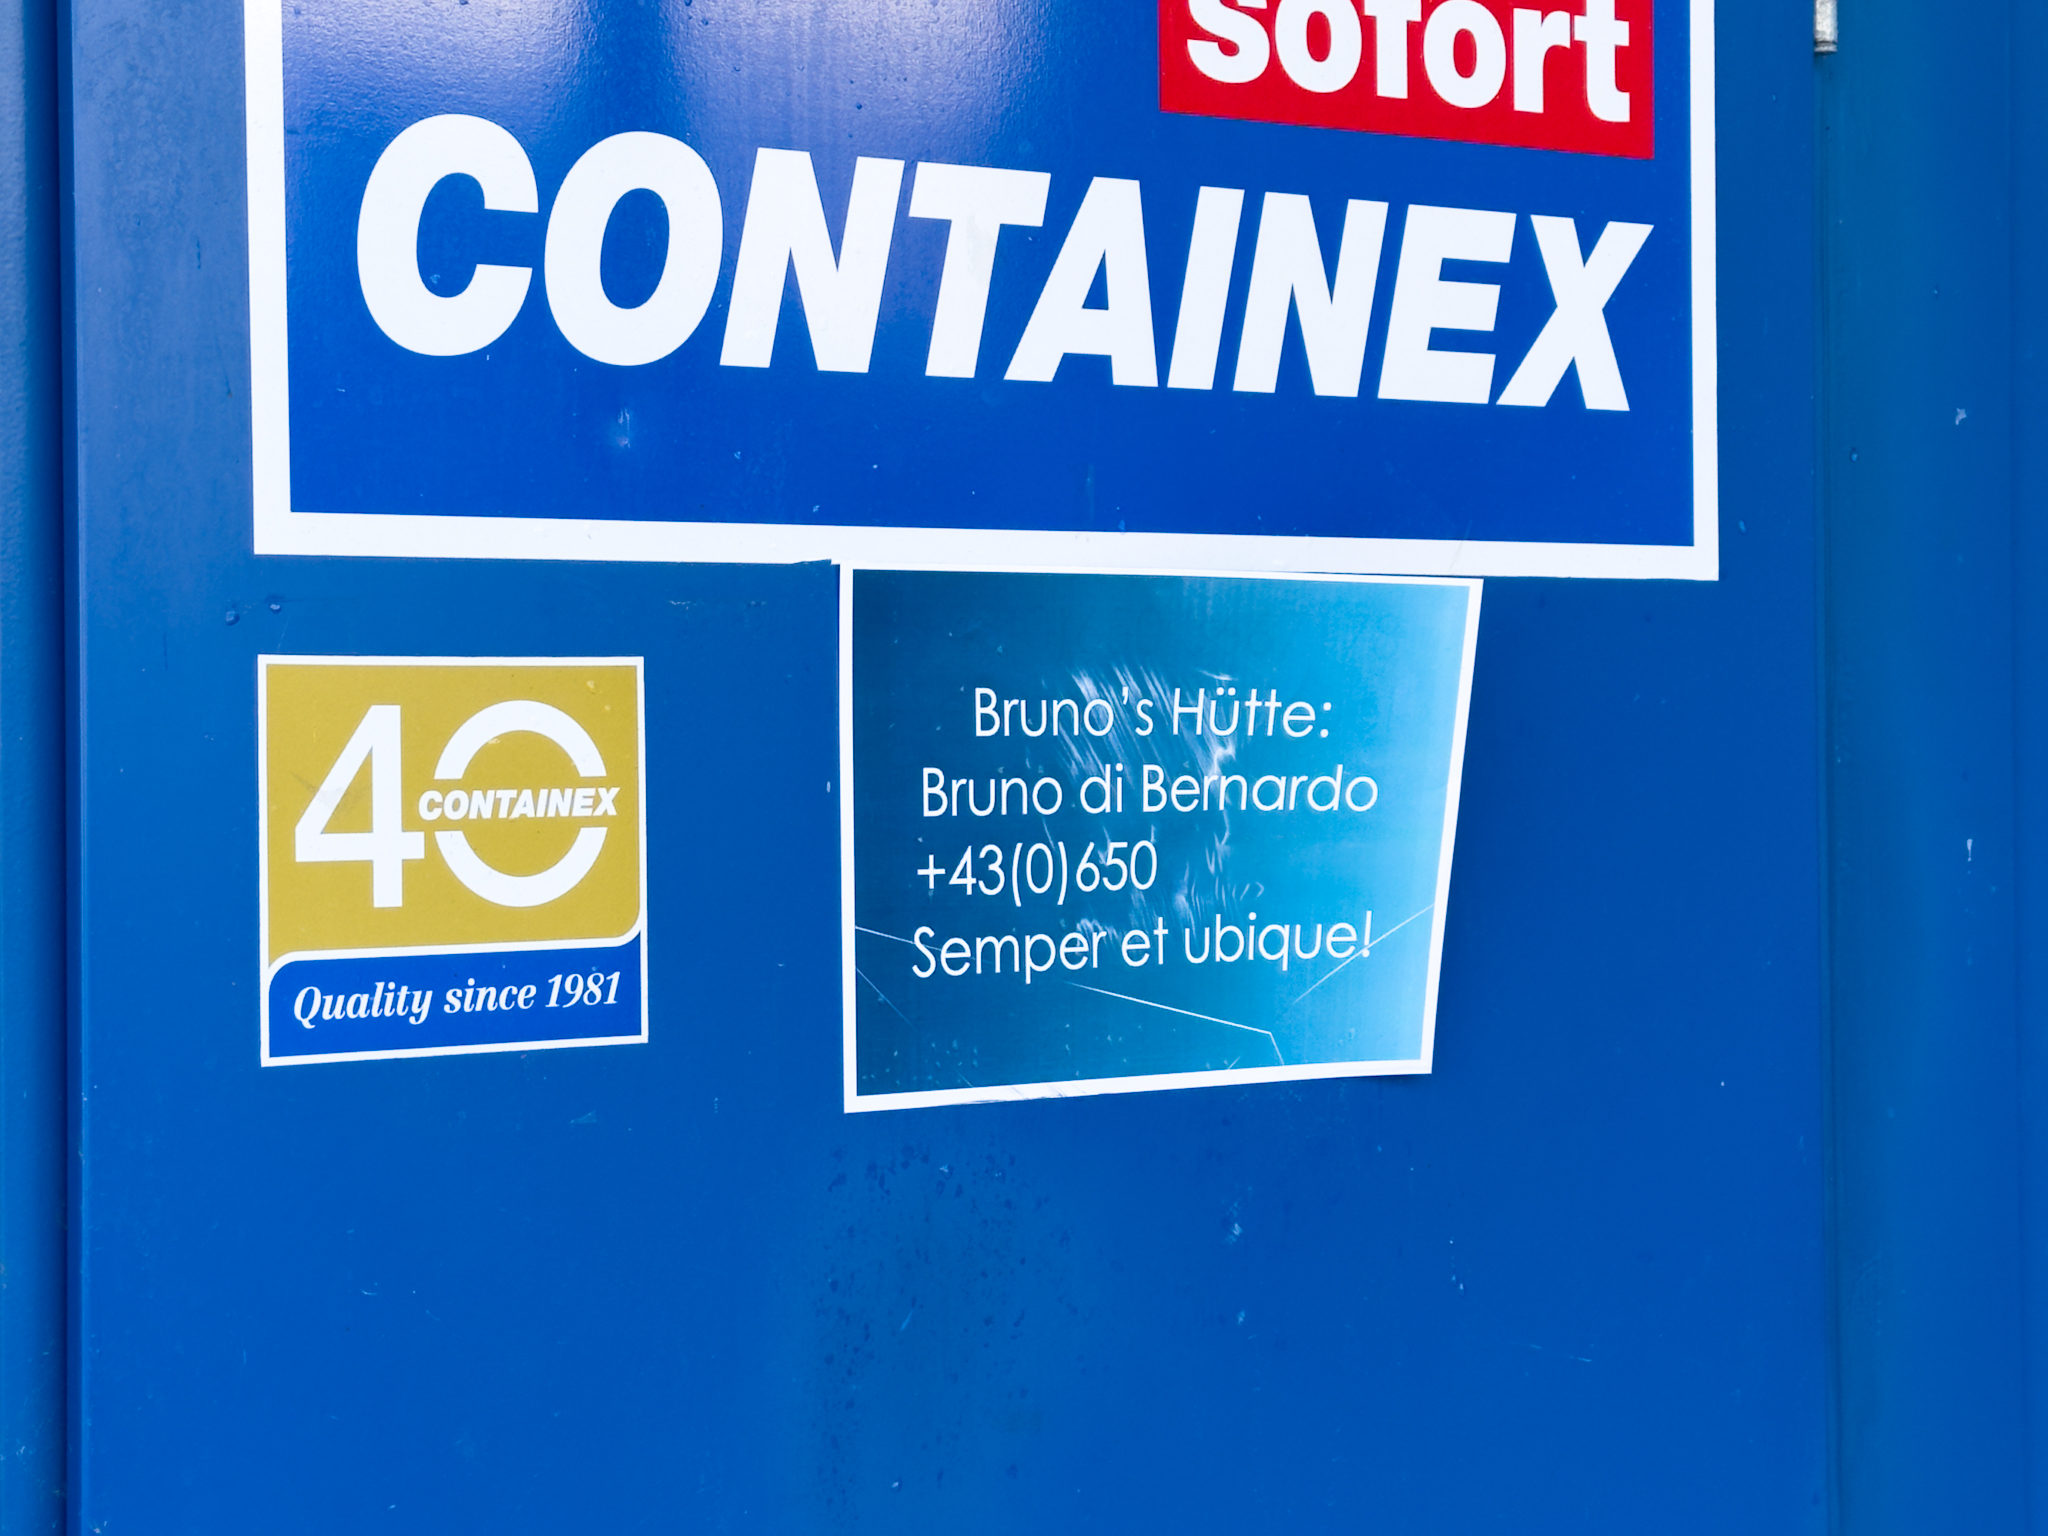 sofort
CONTAINEX
40
CONTAINEX
Quality since 1981
Bruno's Hütte:
Bruno di Bernardo
+43(0)650
Semper et ubique!